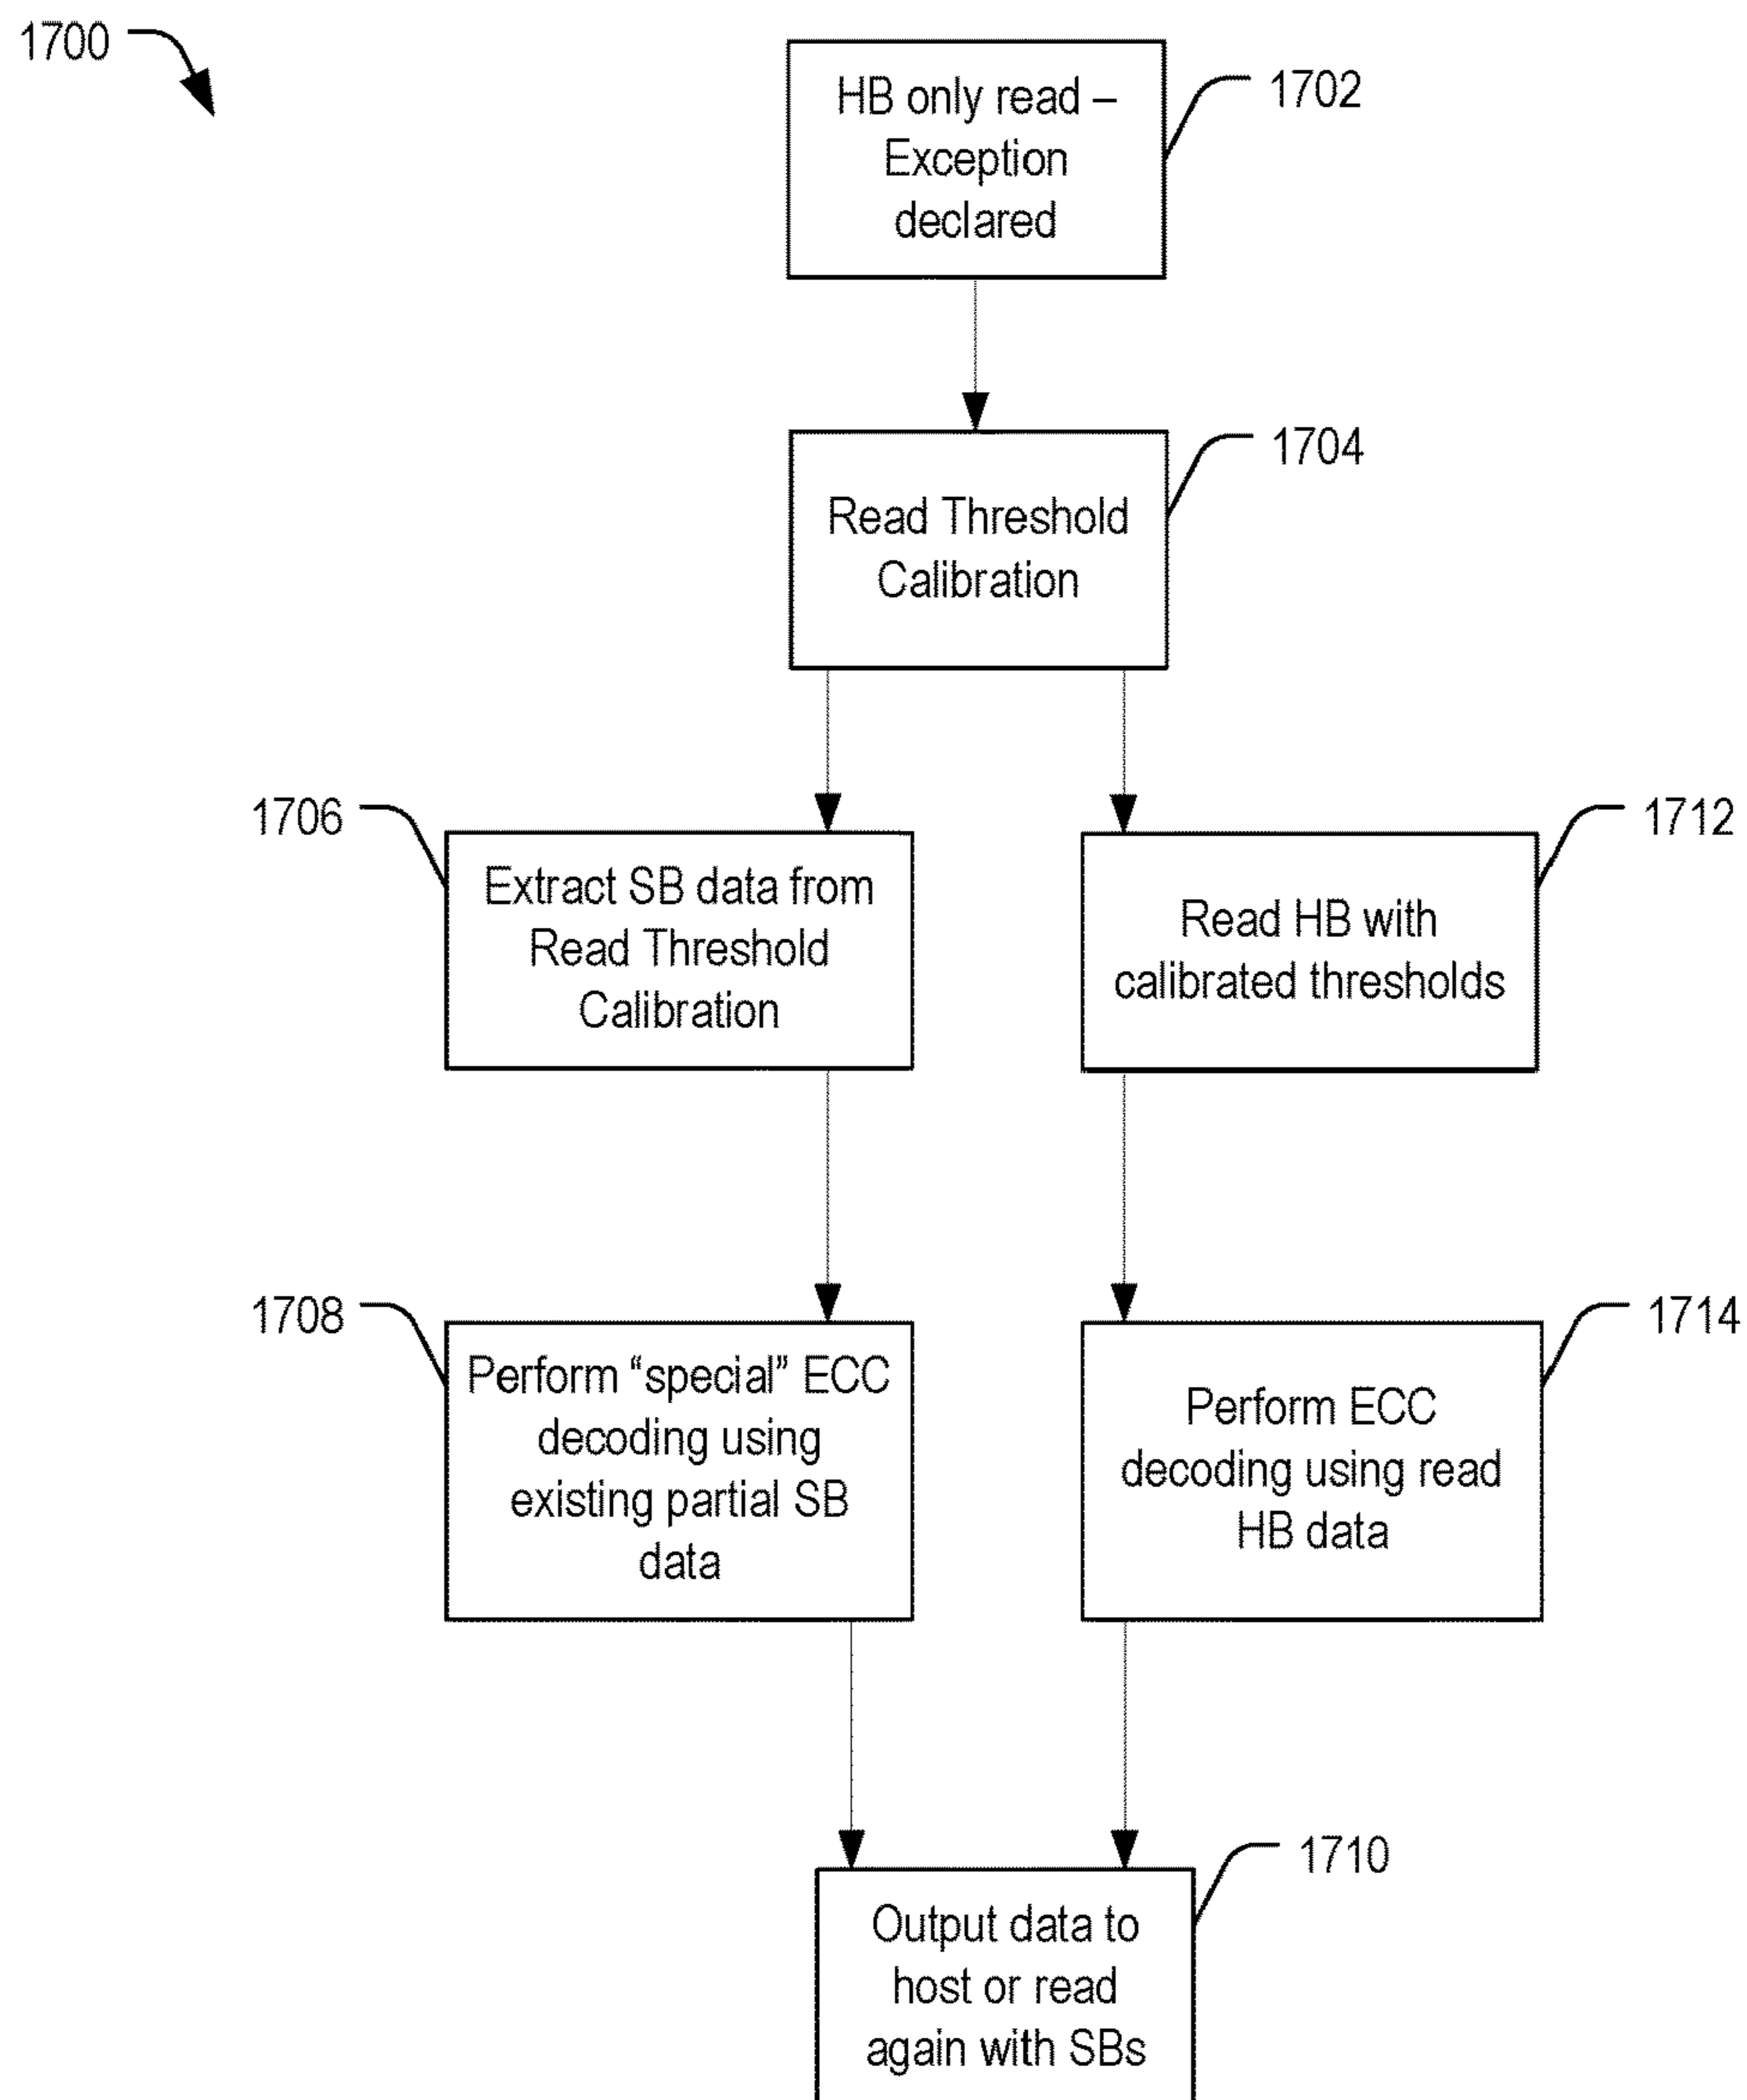 1700
HB only read –
Exception
declared
1702
Read Threshold
Calibration
1704
1706
Extract SB data from
Read Threshold
Calibration
Read HB with
calibrated thresholds
1712
1708
Perform “special” ECC
decoding using
existing partial SB
data
Perform ECC
decoding using read
HB data
1714
Output data to
host or read
again with SBs
1710